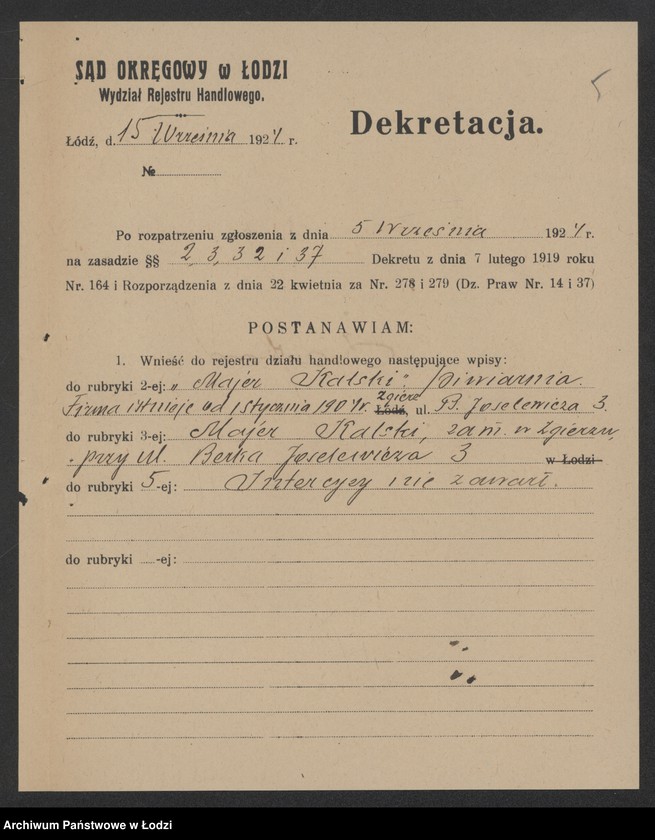 SĄD OKRĘGOWY w ŁODZI
Wydział Rejestru Handlowego.
5
Łódź, d. 15 Września 1924 r.
Dekretacja.
№
Po rozpatrzeniu zgłoszenia z dnia 5 Września 1924 r.
na zasadzie §§ 2, 3, 32 i 37 Dekretu z dnia 7 lutego 1919 roku
Nr. 164 i Rozporządzenia z dnia 22 kwietnia za Nr. 278 i 279 (Dz. Praw Nr. 14 i 37)
POSTANAWIAM:
1. Wnieść do rejestru działu handlowego następujące wpisy:
do rubryki 2-ej: „Majer Kalski" piwiarnia.
Firma istnieje od 1 stycznia 1904 r. Zgierz Łódź, ul. B. Joselewicza 3.
do rubryki 3-ej: Majer Kalski, zam. w Zgierzu,
przy ul. Berka Joselewicza 3 w Łodzi
do rubryki 5-ej: Intercyzy nie zawarł.
do rubryki -ej:
Archiwum Państwowe w Łodzi